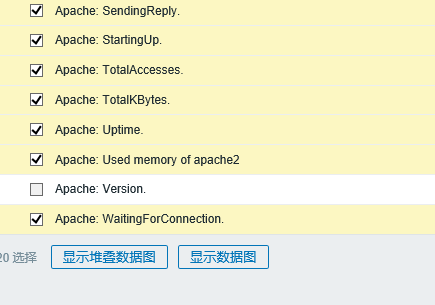 Apache: SendingReply.
Apache: StartingUp.
Apache: TotalAccesses.
Apache: TotalKBytes.
Apache: Uptime.
Apache: Used memory of apache2
Apache: Version.
Apache: WaitingForConnection.
20 选择 显示堆叠数据图 显示数据图